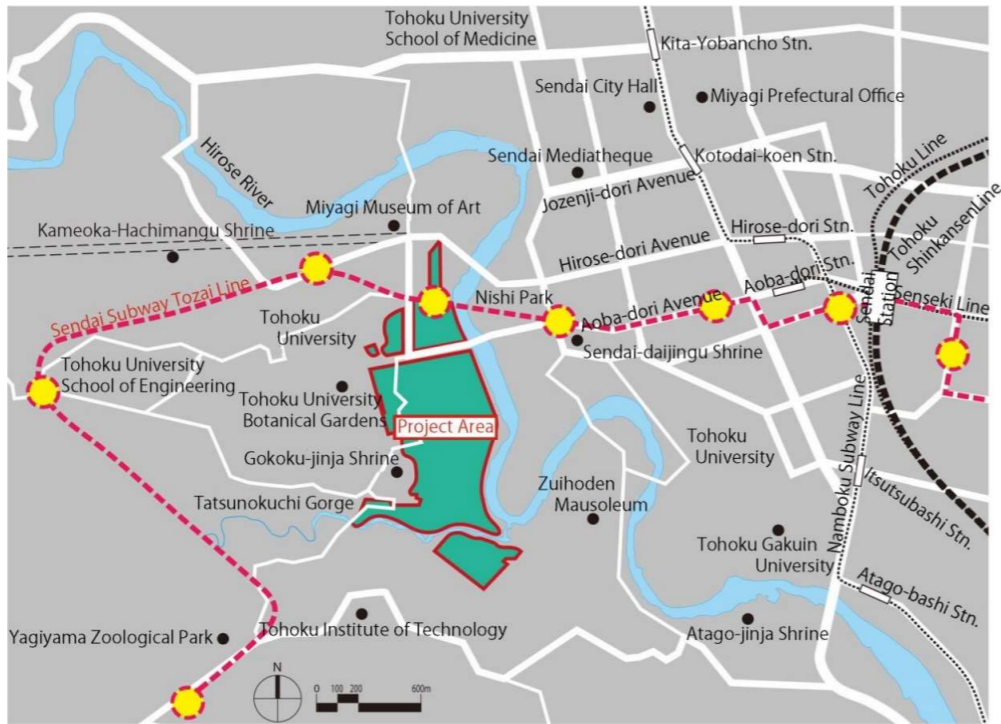 Tohoku University
School of Medicine
Kita-Yobancho Stn.
Sendai City Hall
Miyagi Prefectural Office
Sendai Mediatheque
Kotodai-koen Stn.
Jozenji-dori Avenue
Tohoku Line
Hirose River
Miyagi Museum of Art
Kameoka-Hachimangu Shrine
Hirose-dori Stn.
Hirose-dori Avenue
Tohoku
Shinkansen Line
Aoba-dori Stn.
Sendai
Station
Senseki Line
Sendai Subway Tozai Line
Nishi Park
Aoba-dori Avenue
Tohoku
University
Sendai-daijingu Shrine
Tohoku University
School of Engineering
Tohoku University
Botanical Gardens
Project Area
Tohoku
University
Namboku Subway Line
Itsutsubashi Stn.
Gokoku-jinja Shrine
Tatsunokuchi Gorge
Zuihoden
Mausoleum
Tohoku Gakuin
University
Atago-bashi Stn.
Yagiyama Zoological Park
Tohoku Institute of Technology
Atago-jinja Shrine
N
0 100 200 600m